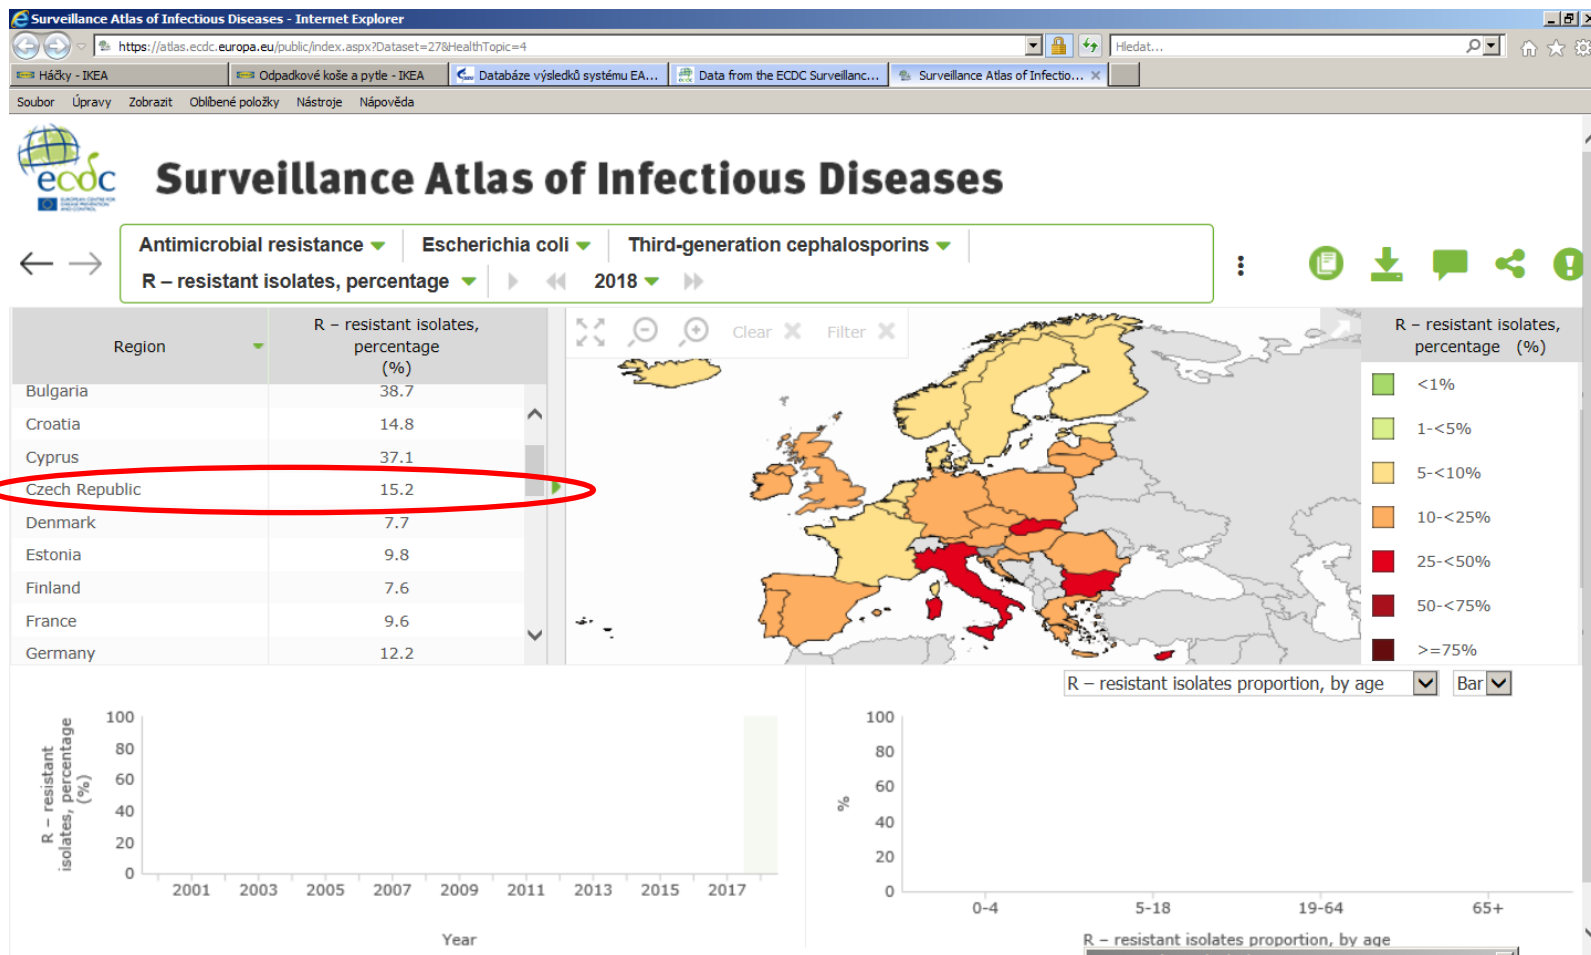 Surveillance Atlas of Infectious Diseases - Internet Explorer
https://atlas.ecdc.europa.eu/public/index.aspx?Dataset=27&HealthTopic=4
Hledat...
Háčky - IKEA
Odpadkové koše a pytle - IKEA
Databáze výsledků systému EA...
Data from the ECDC Surveillanc...
Surveillance Atlas of Infectio...
Soubor Úpravy Zobrazit Oblíbené položky Nástroje Nápověda
ecdc
EUROPEAN CENTRE FOR
DISEASE PREVENTION
AND CONTROL
Surveillance Atlas of Infectious Diseases
Antimicrobial resistance Escherichia coli Third-generation cephalosporins
R – resistant isolates, percentage 2018
Region
R – resistant isolates,
percentage
(%)
Bulgaria 38.7
Croatia 14.8
Cyprus 37.1
Czech Republic 15.2
Denmark 7.7
Estonia 9.8
Finland 7.6
France 9.6
Germany 12.2
Clear Filter
R – resistant isolates,
percentage (%)
<1%
1-<5%
5-<10%
10-<25%
25-<50%
50-<75%
>=75%
R – resistant
isolates, percentage
(%)
100
80
60
40
20
0
2001 2003 2005 2007 2009 2011 2013 2015 2017
Year
R – resistant isolates proportion, by age
Bar
%
100
80
60
40
20
0
0-4 5-18 19-64 65+
R – resistant isolates proportion, by age